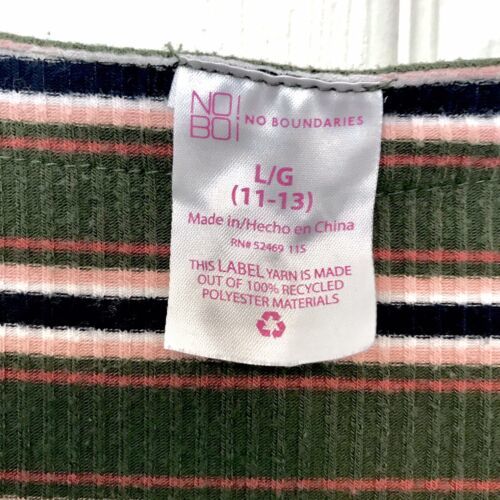 NO
BO
NO BOUNDARIES
L/G
(11-13)
Made in/Hecho en China
RN# 52469 11S
THIS LABEL YARN IS MADE
OUT OF 100% RECYCLED
POLYESTER MATERIALS